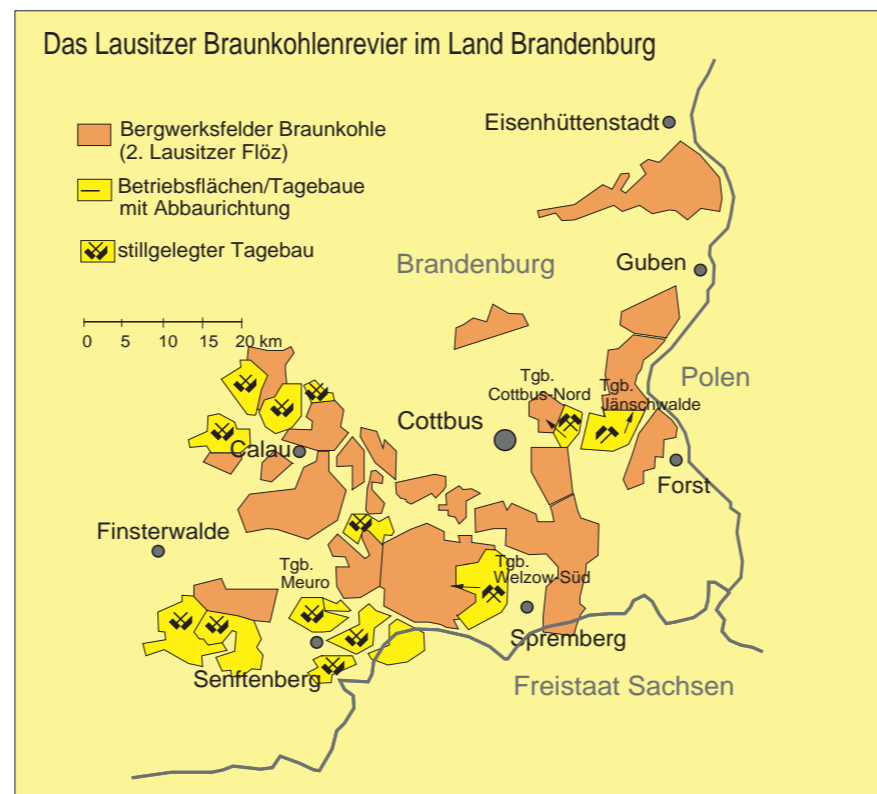 Das Lausitzer Braunkohlenrevier im Land Brandenburg
Bergwerksfelder Braunkohle
(2. Lausitzer Flöz)
Betriebsflächen/Tagebaue
mit Abbaurichtung
stillgelegter Tagebau
0 5 10 15 20 km
Eisenhüttenstadt
Brandenburg
Guben
Polen
Tgb.
Cottbus-Nord
Tgb.
Jänschwalde
Cottbus
Calau
Forst
Finsterwalde
Tgb.
Meuro
Tgb.
Welzow-Süd
Spremberg
Senftenberg
Freistaat Sachsen